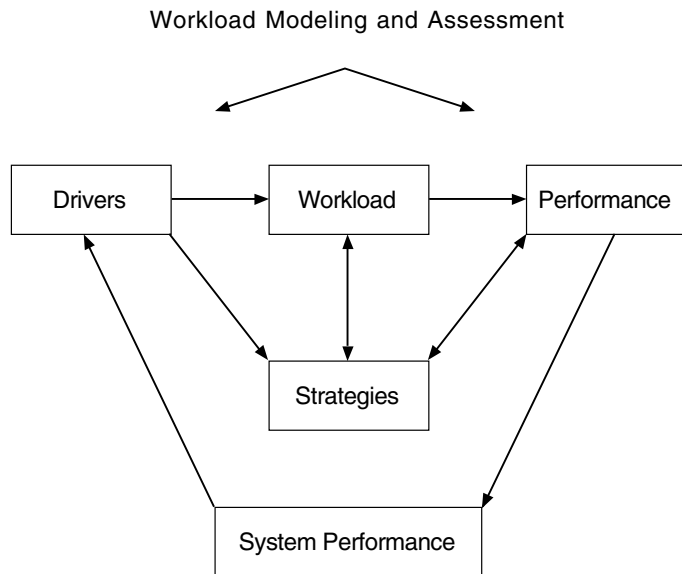 Workload Modeling and Assessment
Drivers
Workload
Performance
Strategies
System Performance